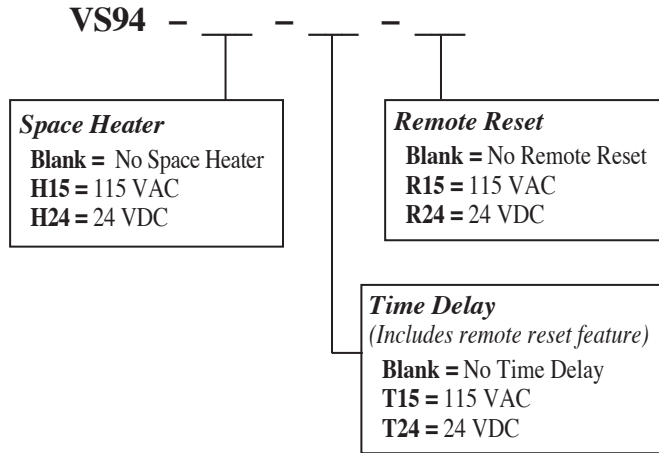 VS94 – ___ – ___ – ___
Space Heater
Blank = No Space Heater
H15 = 115 VAC
H24 = 24 VDC
Remote Reset
Blank = No Remote Reset
R15 = 115 VAC
R24 = 24 VDC
Time Delay
(Includes remote reset feature)
Blank = No Time Delay
T15 = 115 VAC
T24 = 24 VDC